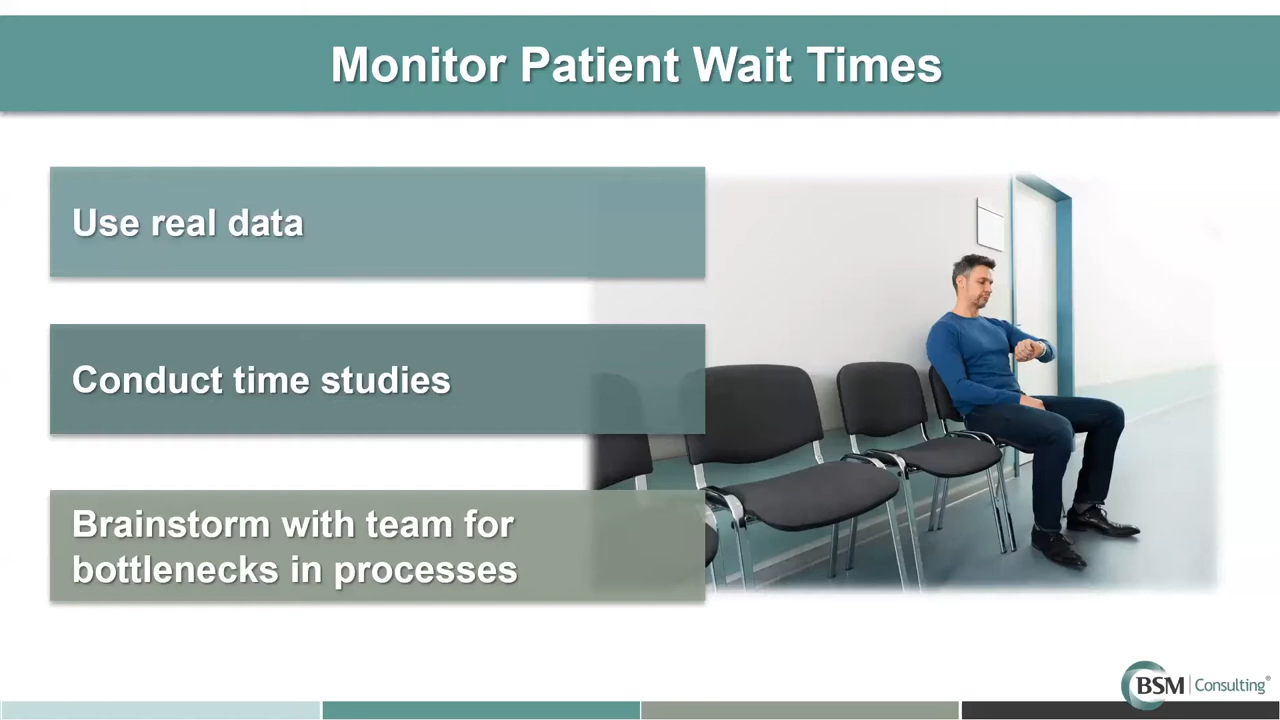 Monitor Patient Wait Times
Use real data
Conduct time studies
Brainstorm with team for
bottlenecks in processes
BSM | Consulting®